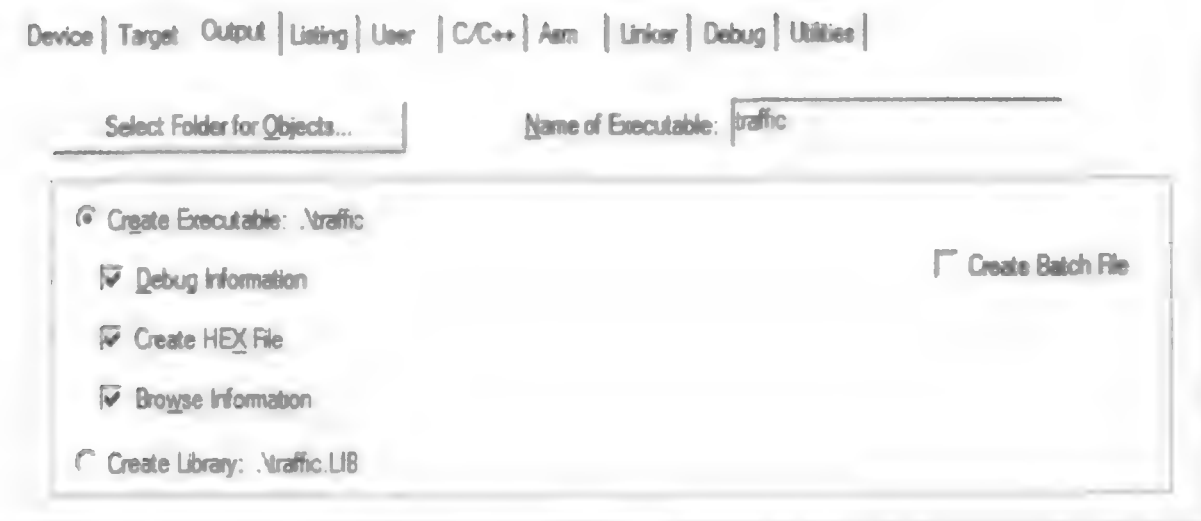 Device Target Output Listing User C/C++ Asm Linker Debug Utilities
Select Folder for Objects... Name of Executable: traffic
Create Executable: .\traffic
Create Batch File
Debug Information
Create HEX File
Browse Information
Create Library: .\traffic.LIB